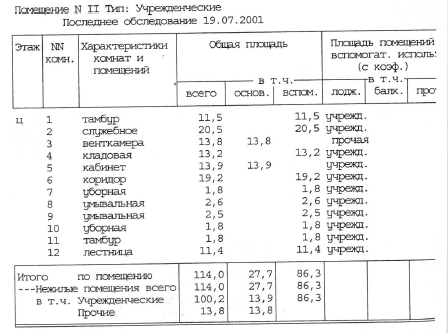 Помещение N II Тип: Учрежденческие
Последнее обследование 19.07.2001
Этаж NN комн. Характеристики комнат и помещений Общая площадь Площадь помещений вспомогат. исполь (с коэф.)
в т.ч. в т.ч.
всего основ. вспом. лодж. балк. про
ц 1 тамбур 11,5 11,5 учрежд.
2 служебное 20,5 20,5 учрежд.
3 венткамера 13,8 13,8 прочая
4 кладовая 13,2 13,2 учрежд.
5 кабинет 13,9 13,9 учрежд.
6 коридор 19,2 19,2 учрежд.
7 уборная 1,8 1,8 учрежд.
8 умывальная 2,6 2,6 учрежд.
9 умывальная 2,5 2,5 учрежд.
10 уборная 1,8 1,8 учрежд.
11 тамбур 1,8 1,8 учрежд.
12 лестница 11,4 11,4 учрежд.
Итого по помещению 114,0 27,7 86,3
---Нежилые помещения всего 114,0 27,7 86,3
в т.ч. Учрежденческие 100,2 13,9 86,3
Прочие 13,8 13,8